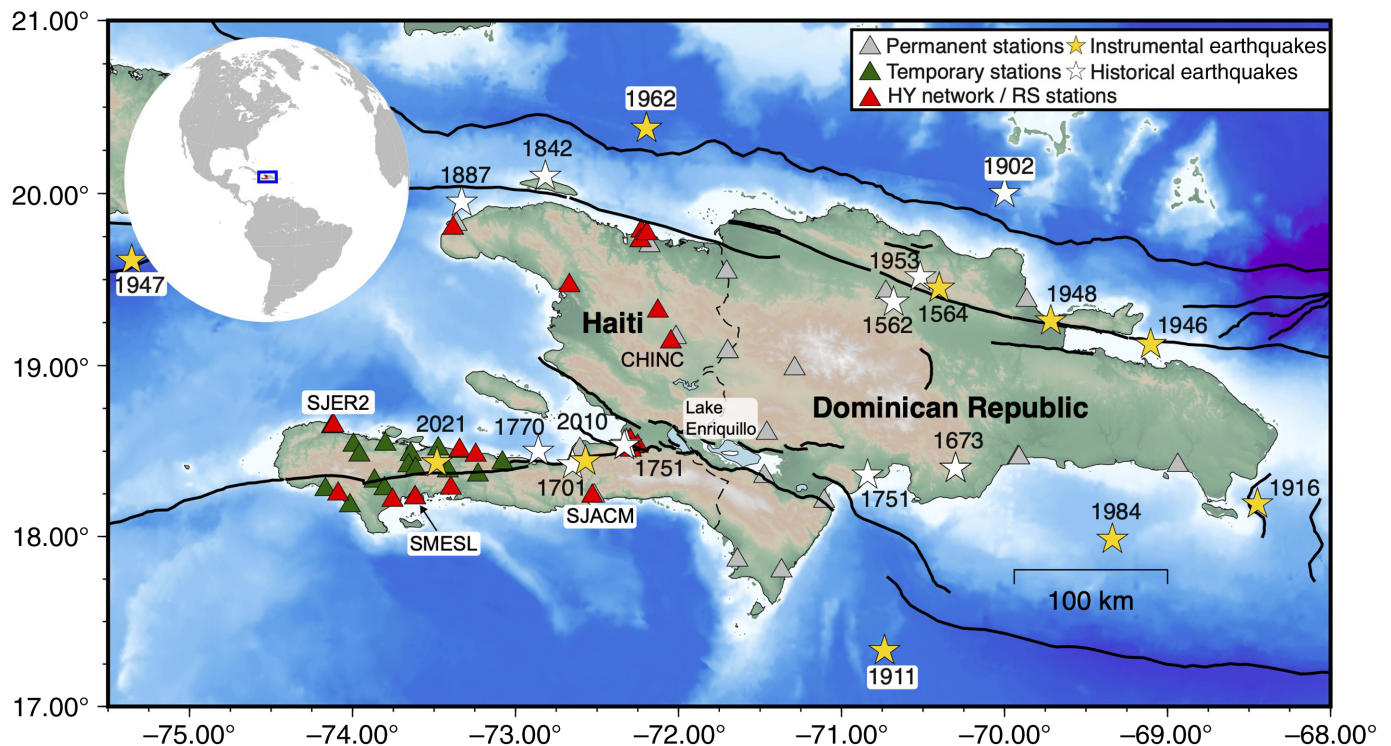 21.00°
20.00°
19.00°
18.00°
17.00°
Permanent stations
Instrumental earthquakes
Temporary stations
Historical earthquakes
HY network / RS stations
1962
1842
1887
1902
1947
1953
1562
1564
1948
1946
Haiti
CHINC
Dominican Republic
Lake
Enriquillo
SJER2
2021
1770
2010
1751
1701
SJACM
SMESL
1673
1751
1916
1984
100 km
1911
−75.00°
−74.00°
−73.00°
−72.00°
−71.00°
−70.00°
−69.00°
−68.00°